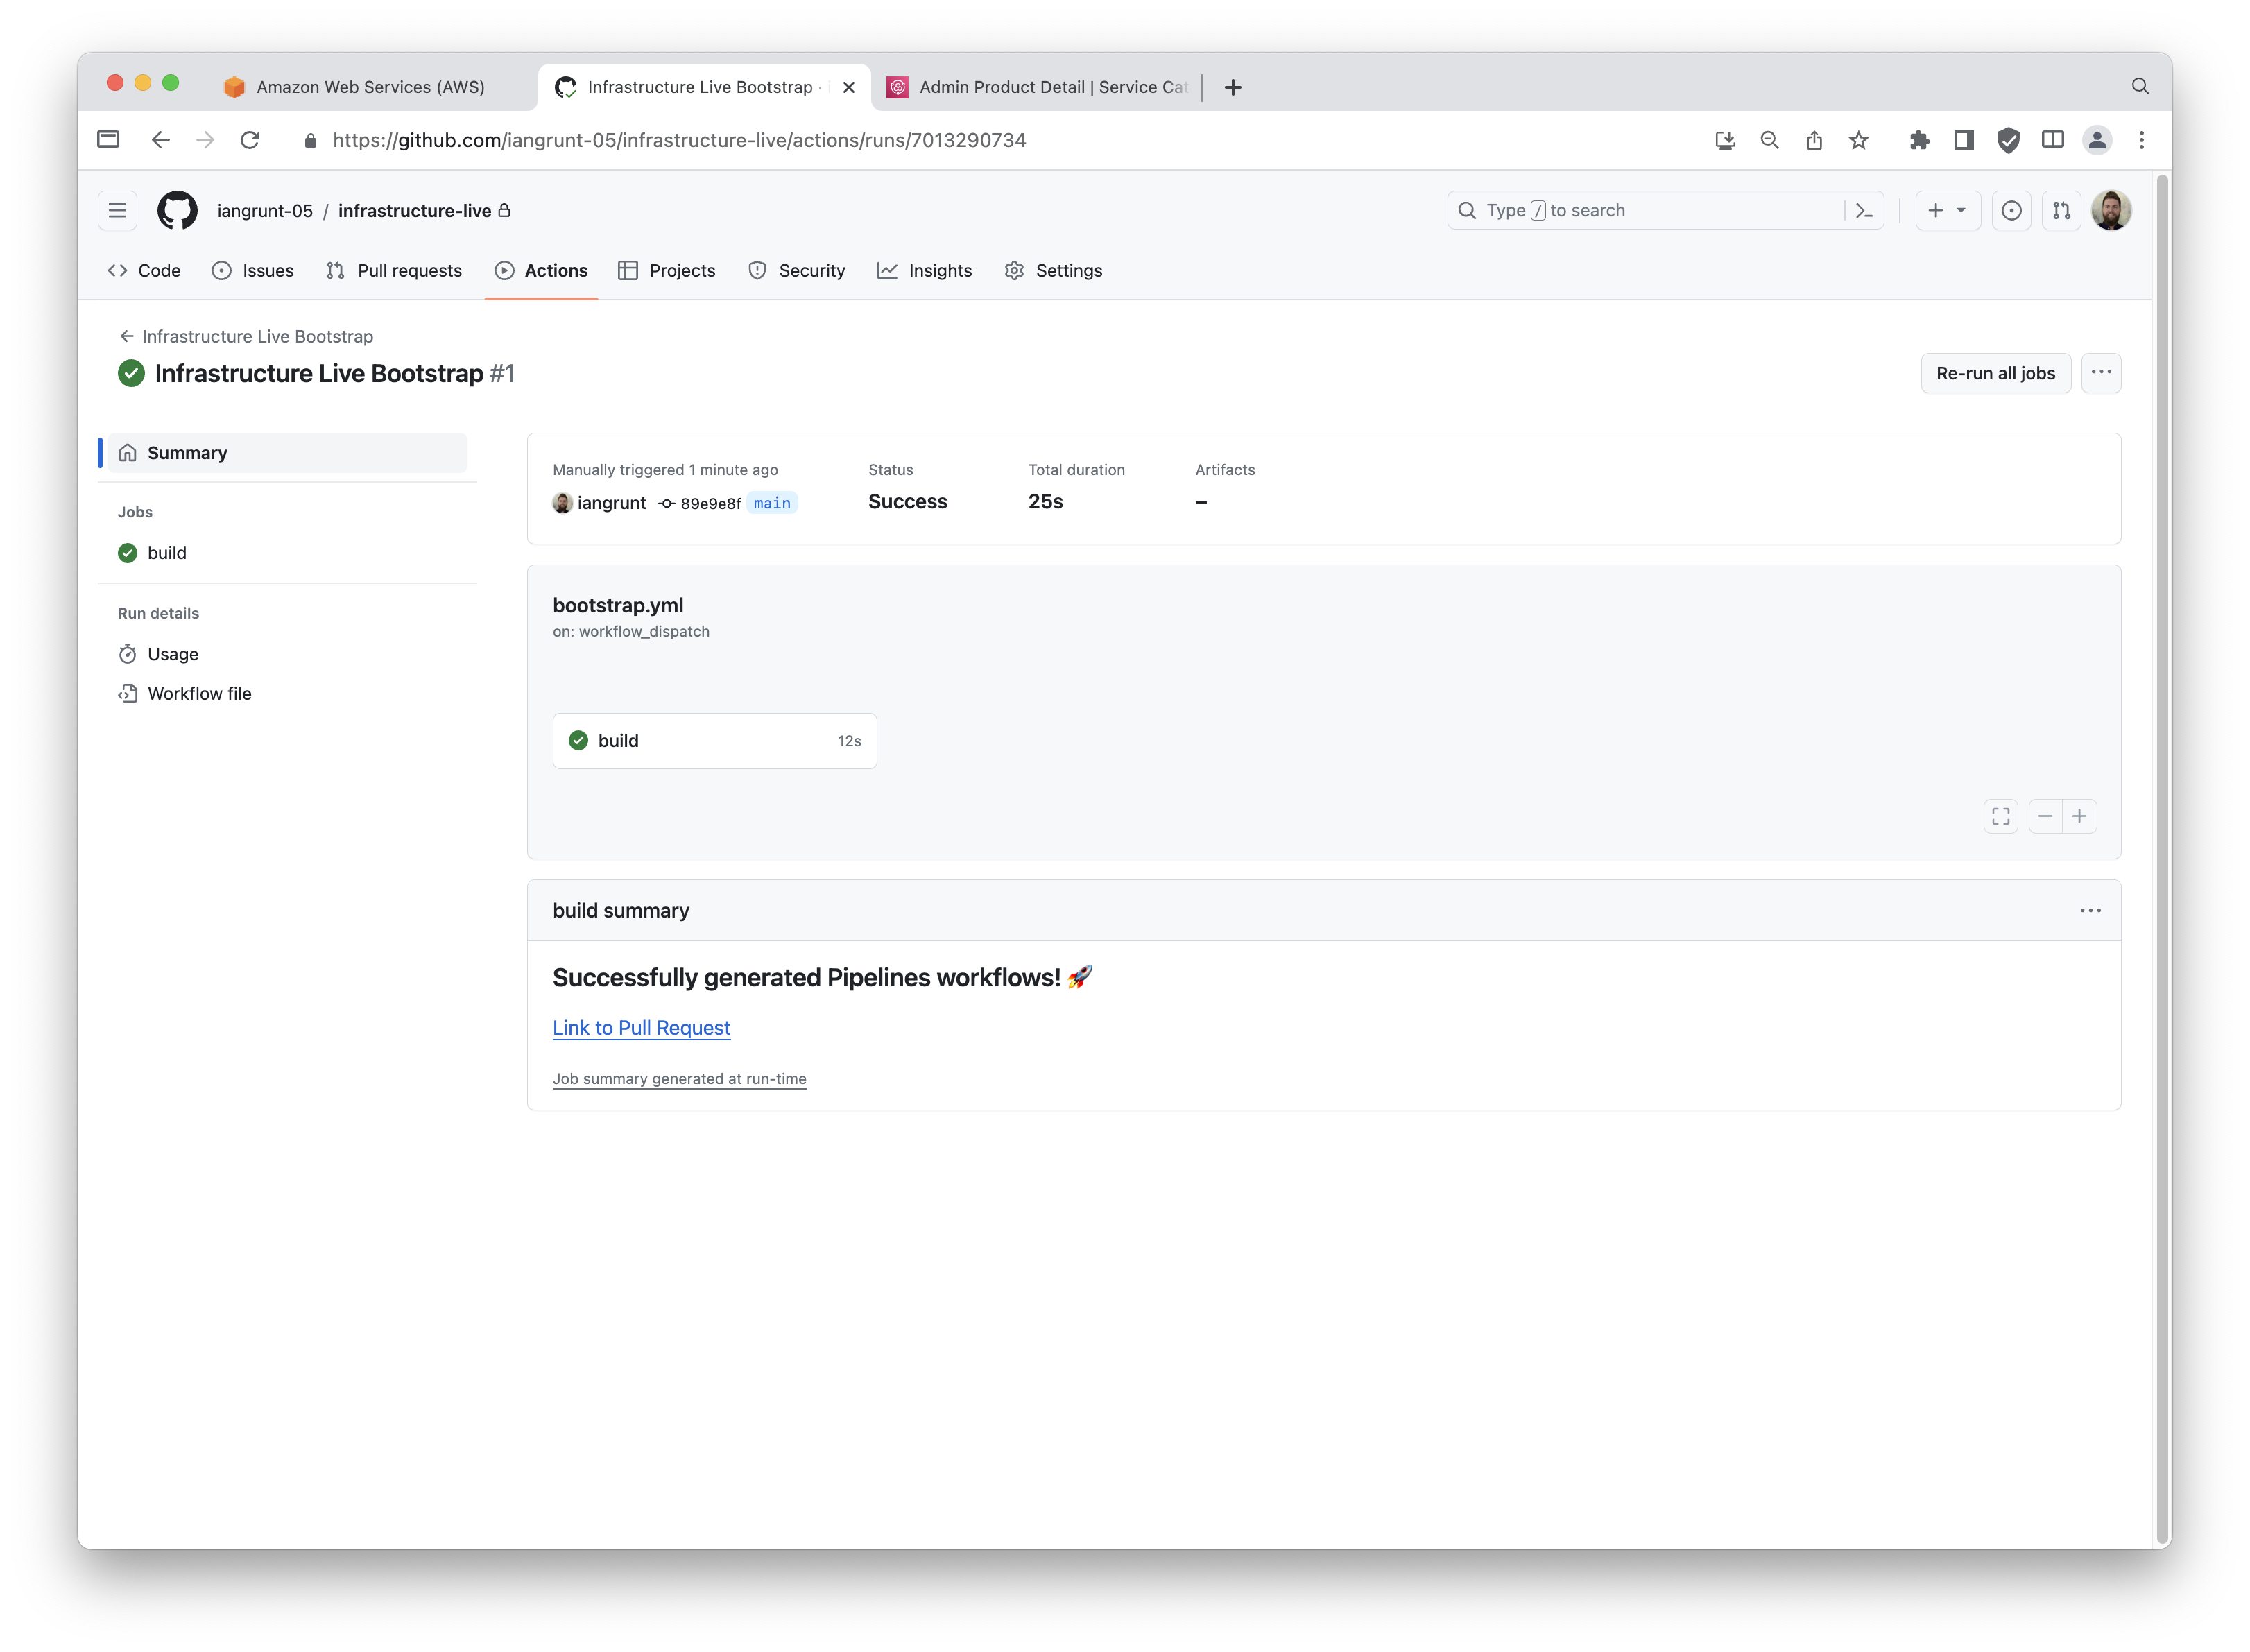 Amazon Web Services (AWS)
Infrastructure Live Bootstrap ·
Admin Product Detail | Service Cat
https://github.com/iangrunt-05/infrastructure-live/actions/runs/7013290734
iangrunt-05 / infrastructure-live
Type / to search
Code
Issues
Pull requests
Actions
Projects
Security
Insights
Settings
Infrastructure Live Bootstrap
Infrastructure Live Bootstrap #1
Re-run all jobs
Summary
Jobs
build
Run details
Usage
Workflow file
Manually triggered 1 minute ago
iangrunt 89e9e8f main
Status
Success
Total duration
25s
Artifacts
–
bootstrap.yml
on: workflow_dispatch
build 12s
build summary
Successfully generated Pipelines workflows! 🚀
Link to Pull Request
Job summary generated at run-time